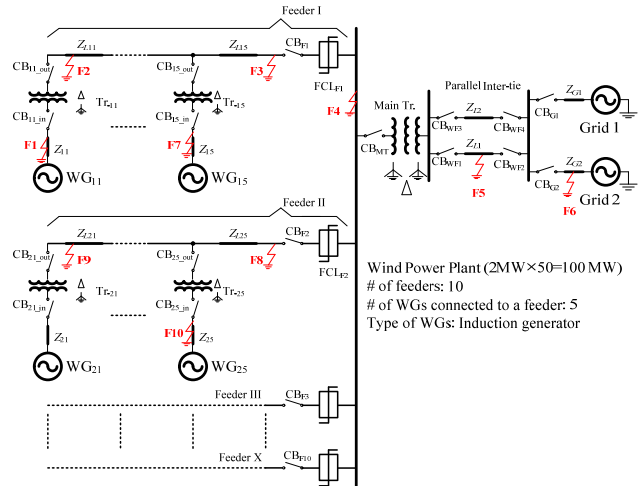 Feeder I
Z_L11
Z_L15
CB_F1
F2
F3
CB_11_out
CB_15_out
FCL_F1
Tr.-11
Tr.-15
F4
CB_11_in
CB_15_in
F1
Z_11
F7
Z_15
WG_11
WG_15
Main Tr.
CB_MT
Parallel Inter-tie
Z_L2
CB_WF3
CB_WF4
Z_L1
CB_WF1
CB_WF2
F5
Z_G1
CB_G1
Grid 1
Z_G2
CB_G2
Grid 2
F6
Feeder II
Z_L21
Z_L25
CB_F2
F9
F8
CB_21_out
CB_25_out
FCL_F2
Tr.-21
Tr.-25
CB_21_in
CB_25_in
F10
Z_21
Z_25
WG_21
WG_25
Wind Power Plant (2MW×50=100 MW)
# of feeders: 10
# of WGs connected to a feeder: 5
Type of WGs: Induction generator
Feeder III
CB_F3
Feeder X
CB_F10